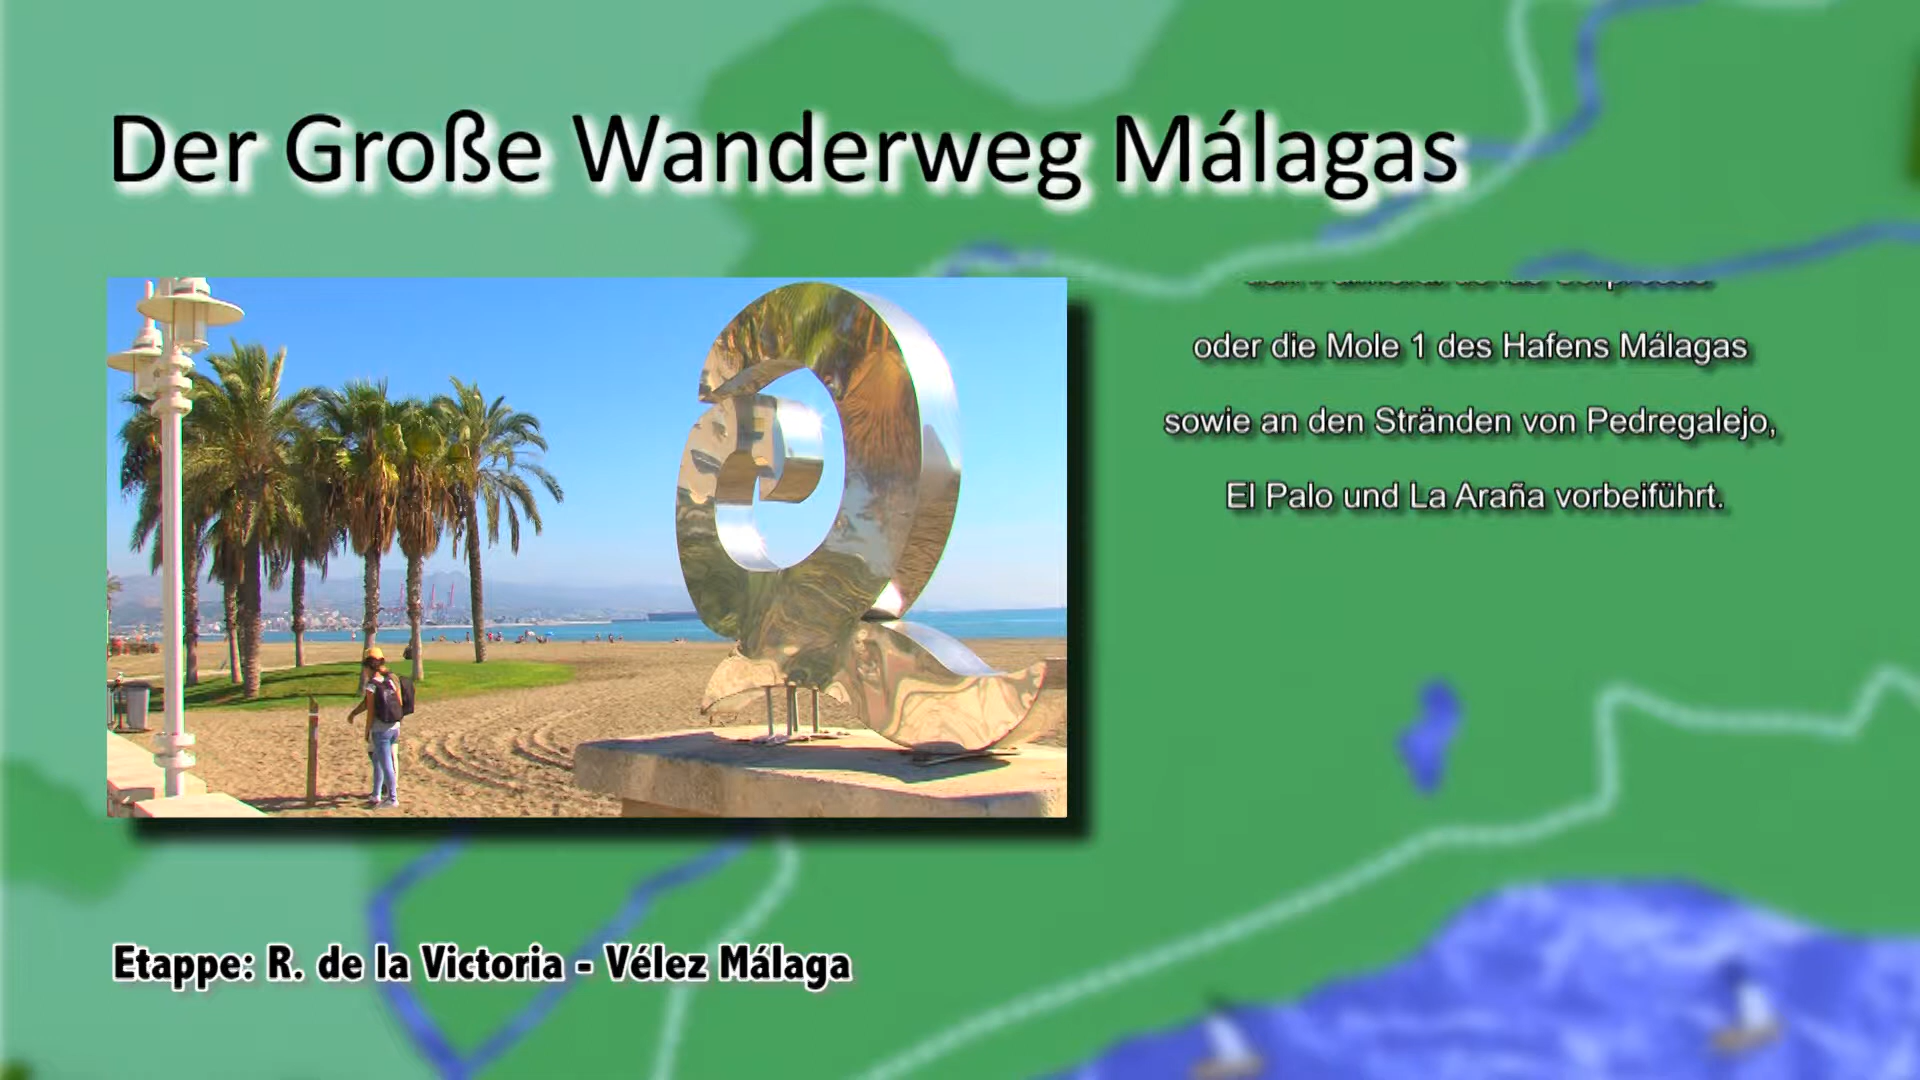 Der Große Wanderweg Málagas
oder die Mole 1 des Hafens Málagas
sowie an den Stränden von Pedregalejo,
El Palo und La Araña vorbeiführt.
Etappe: R. de la Victoria - Vélez Málaga